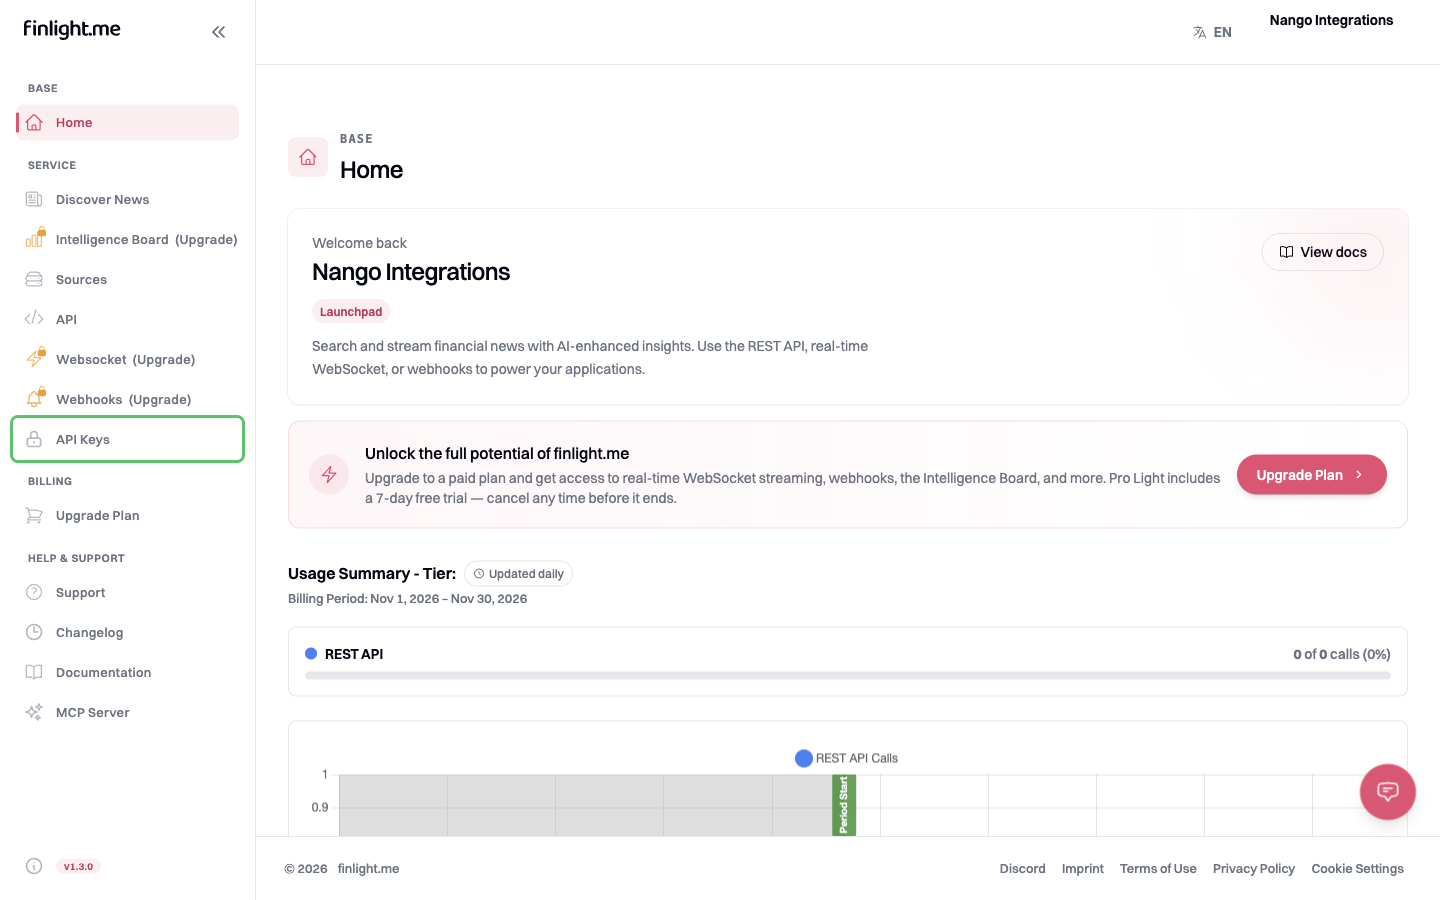 finlight.me
BASE
Home
SERVICE
Discover News
Intelligence Board (Upgrade)
Sources
API
Websocket (Upgrade)
Webhooks (Upgrade)
API Keys
BILLING
Upgrade Plan
HELP & SUPPORT
Support
Changelog
Documentation
MCP Server
v1.3.0
EN
Nango Integrations
BASE
Home
Welcome back
Nango Integrations
Launchpad
Search and stream financial news with AI-enhanced insights. Use the REST API, real-time
WebSocket, or webhooks to power your applications.
View docs
Unlock the full potential of finlight.me
Upgrade to a paid plan and get access to real-time WebSocket streaming, webhooks, the Intelligence Board, and more. Pro Light includes
a 7-day free trial — cancel any time before it ends.
Upgrade Plan
Usage Summary - Tier:
Updated daily
Billing Period: Nov 1, 2026 – Nov 30, 2026
REST API
0 of 0 calls (0%)
REST API Calls
1
0.9
Period Start
© 2026 finlight.me
Discord
Imprint
Terms of Use
Privacy Policy
Cookie Settings